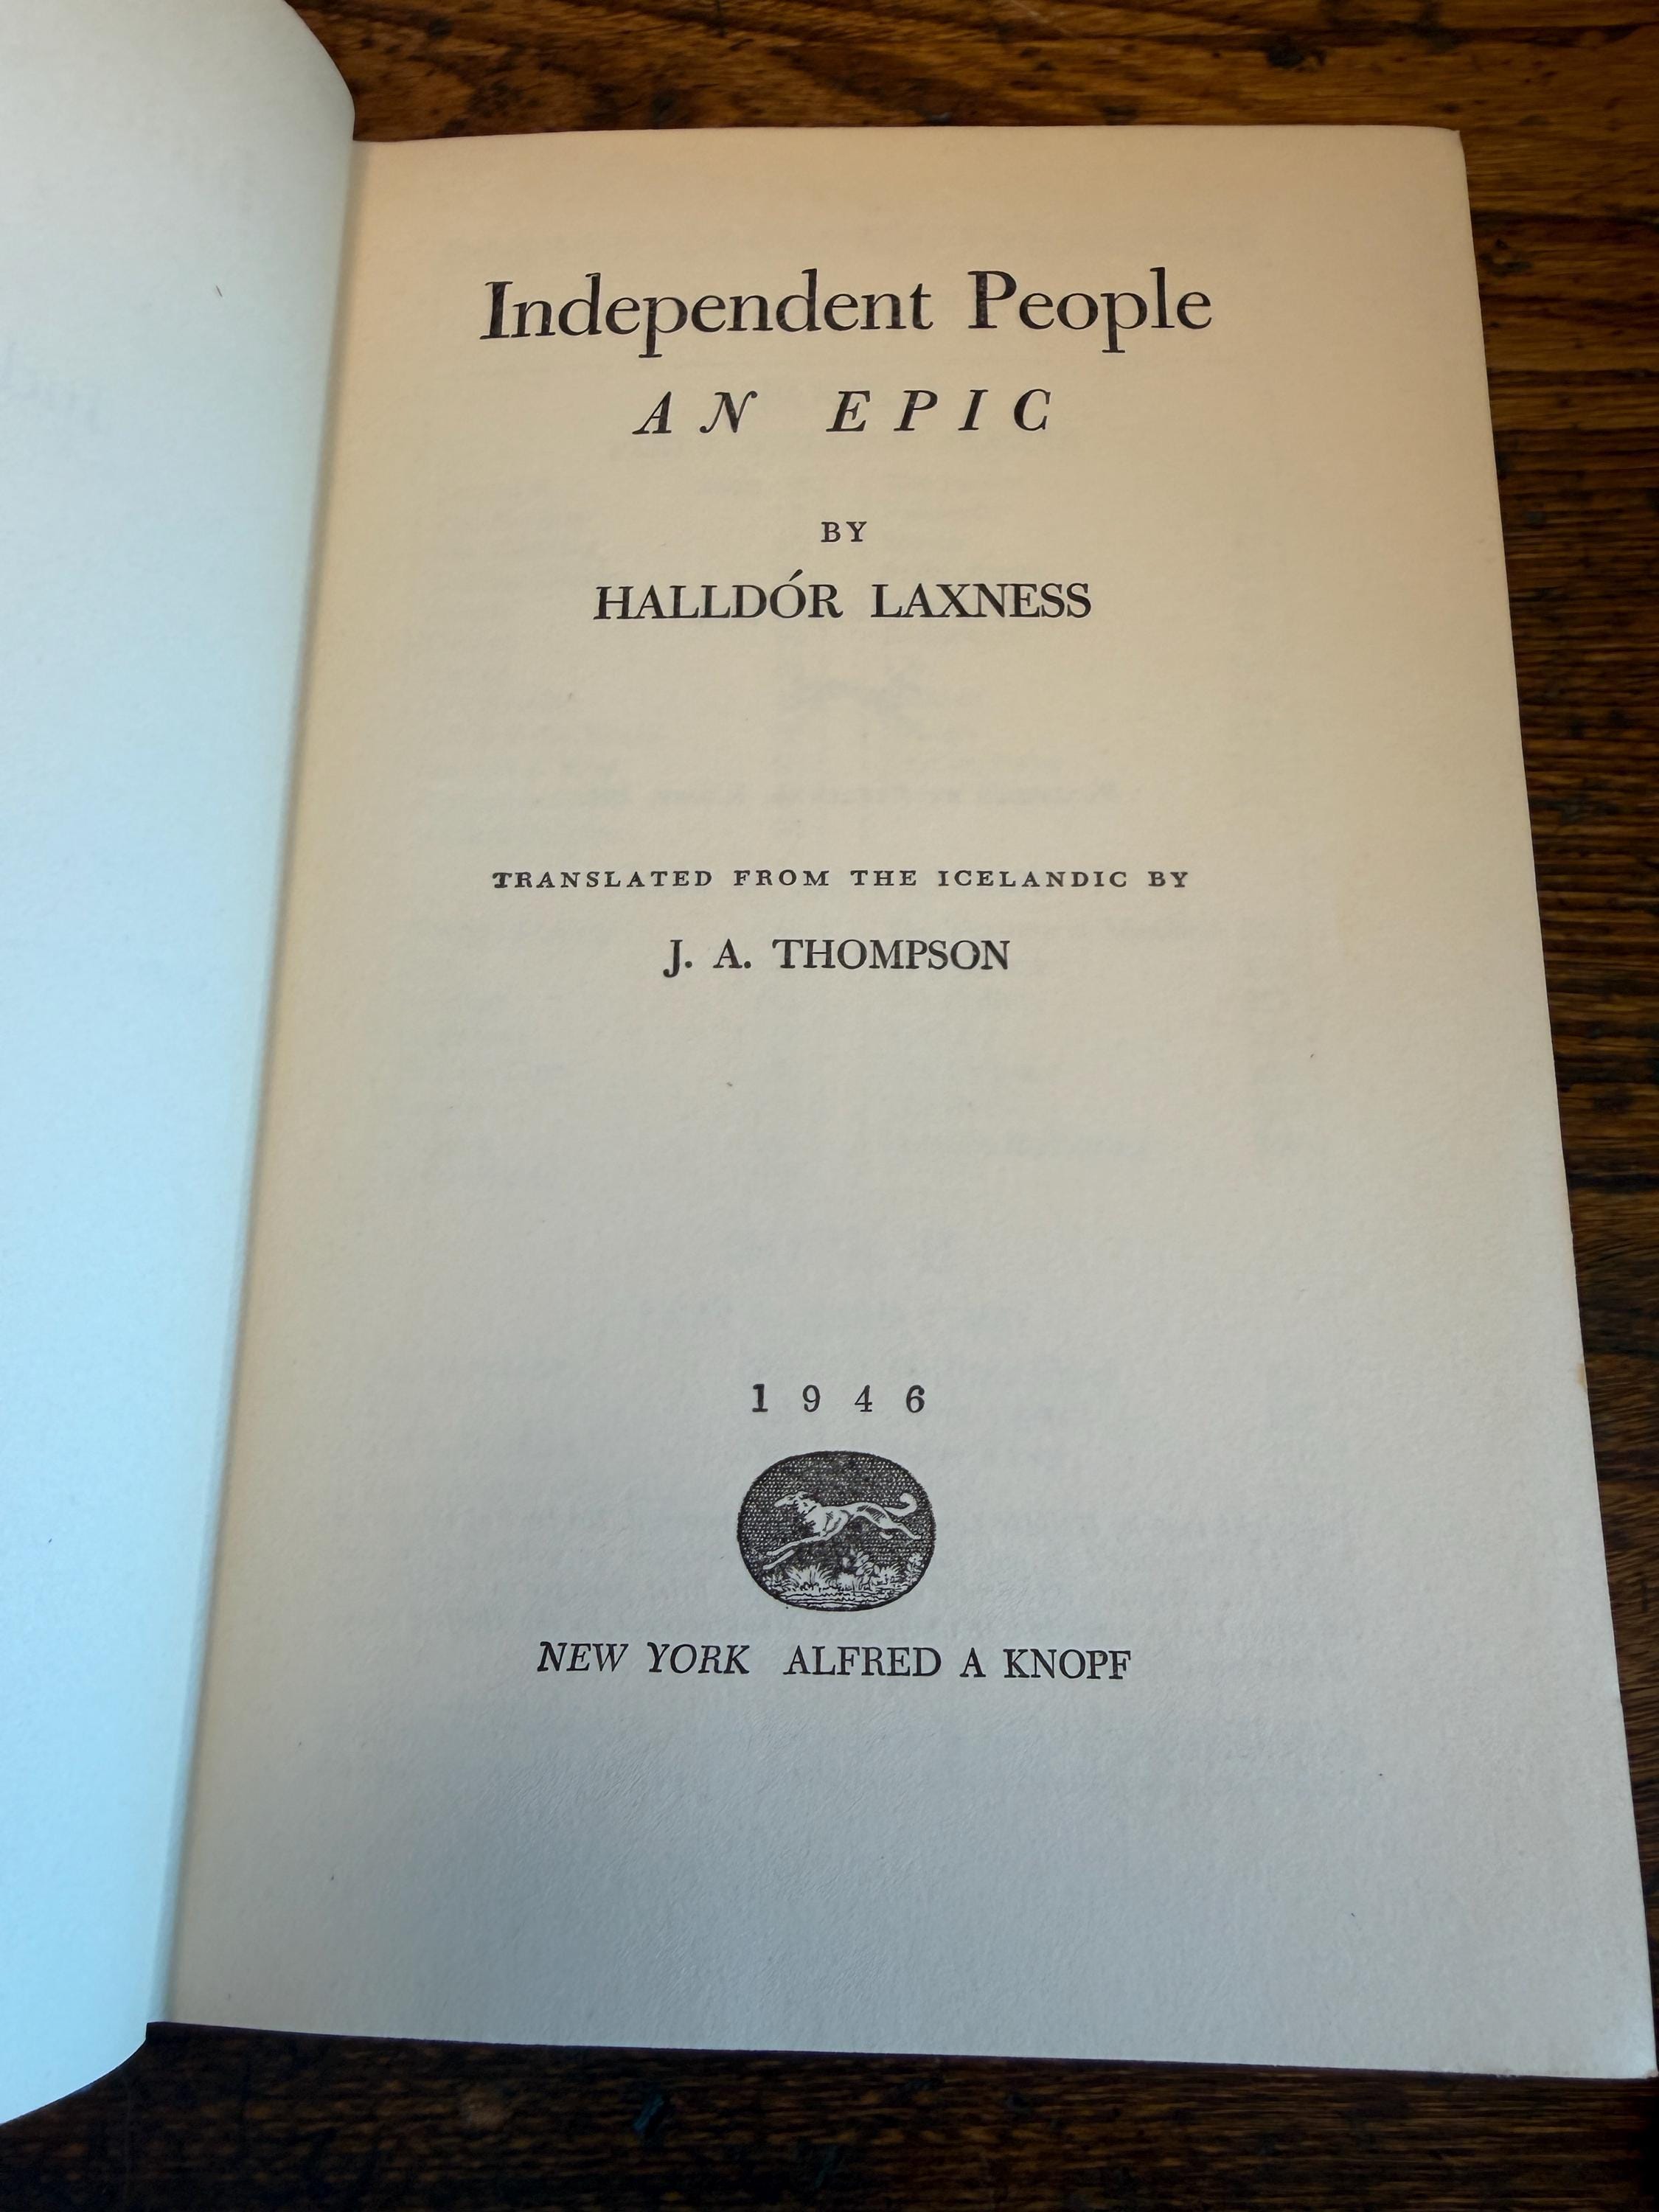 Independent People
AN EPIC
BY
HALLDÓR LAXNESS
TRANSLATED FROM THE ICELANDIC BY
J. A. THOMPSON
1946
NEW YORK ALFRED A KNOPF